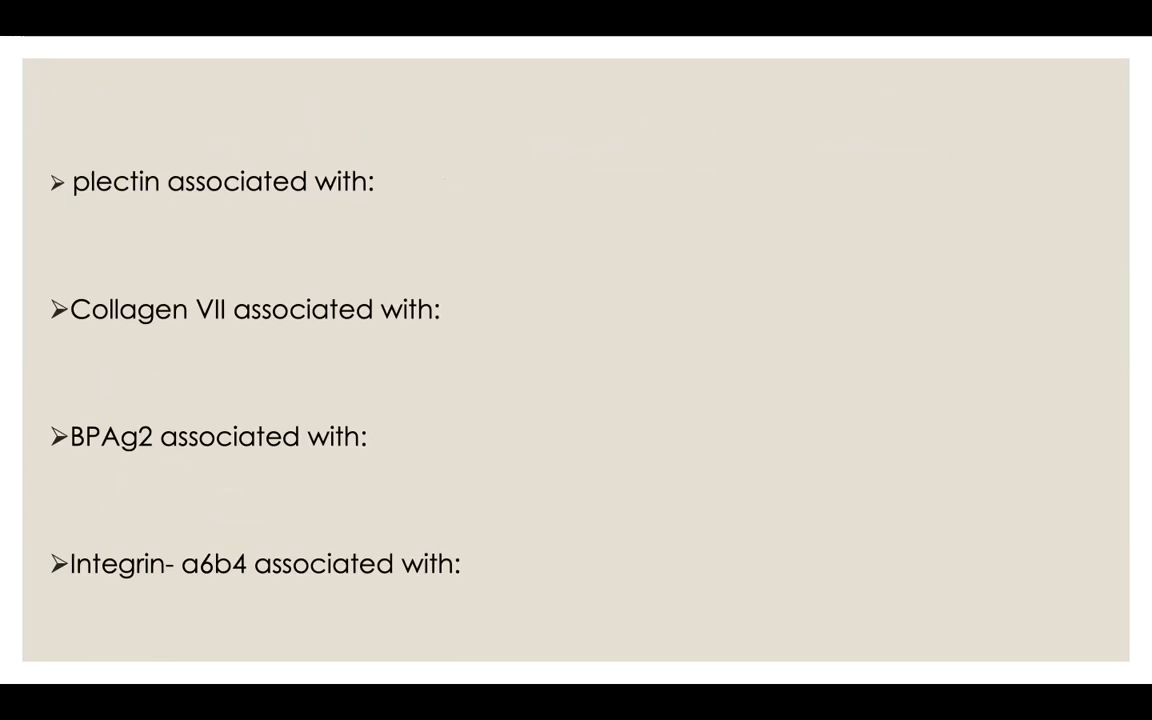 ➢ plectin associated with:
➢Collagen VII associated with:
➢BPAg2 associated with:
➢Integrin- a6b4 associated with: